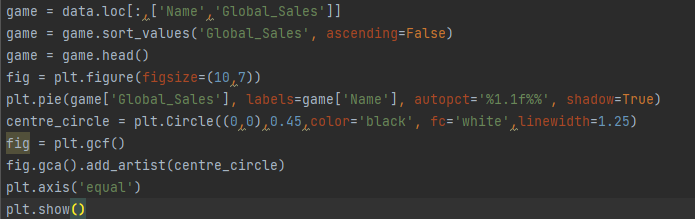 game = data.loc[:,['Name','Global_Sales']]
game = game.sort_values('Global_Sales', ascending=False)
game = game.head()
fig = plt.figure(figsize=(10,7))
plt.pie(game['Global_Sales'], labels=game['Name'], autopct='%1.1f%%', shadow=True)
centre_circle = plt.Circle((0,0),0.45,color='black', fc='white',linewidth=1.25)
fig = plt.gcf()
fig.gca().add_artist(centre_circle)
plt.axis('equal')
plt.show()